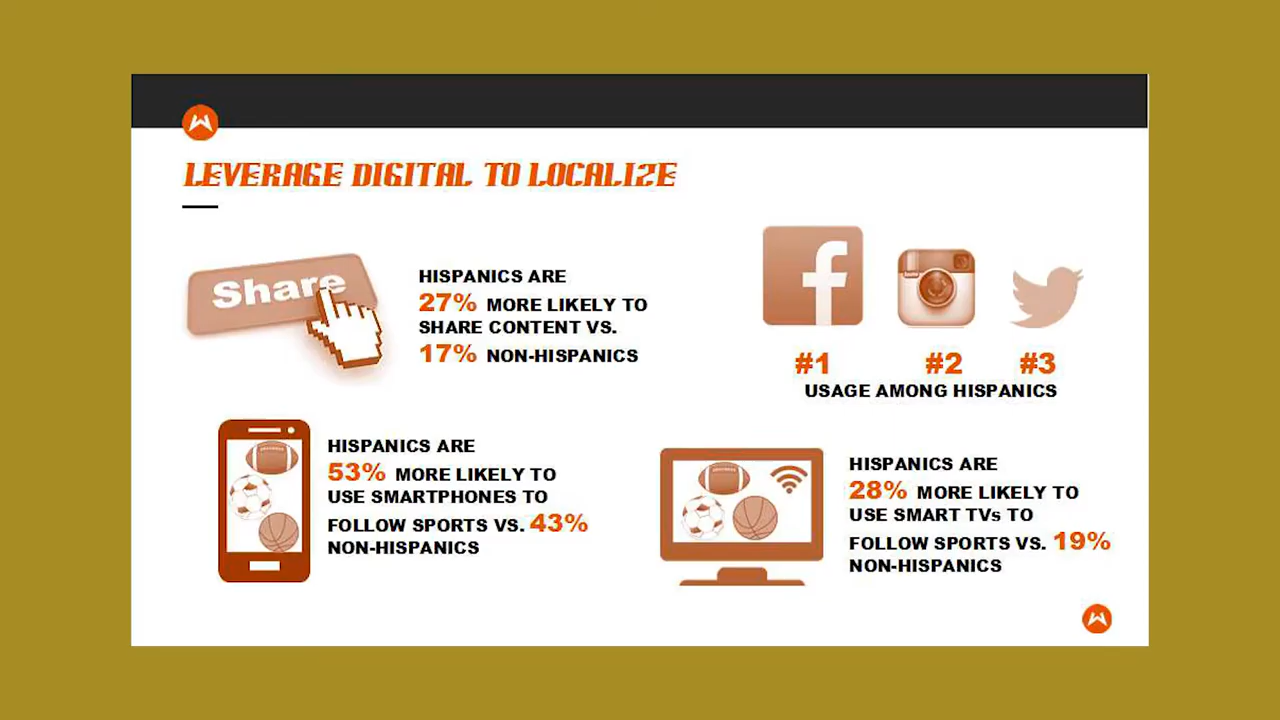 LEVERAGE DIGITAL TO LOCALIZE
Share
HISPANICS ARE
27% MORE LIKELY TO
SHARE CONTENT VS.
17% NON-HISPANICS
#1 #2 #3
USAGE AMONG HISPANICS
HISPANICS ARE
53% MORE LIKELY TO
USE SMARTPHONES TO
FOLLOW SPORTS VS. 43%
NON-HISPANICS
HISPANICS ARE
28% MORE LIKELY TO
USE SMART TVs TO
FOLLOW SPORTS VS. 19%
NON-HISPANICS